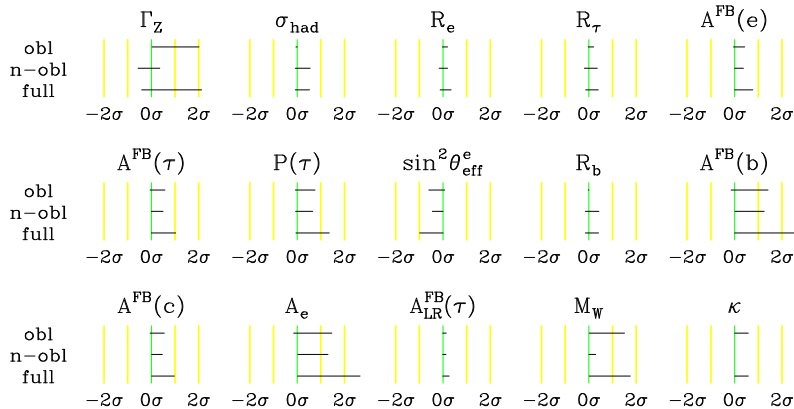 Γ_Z σ_had R_e R_τ A^FB(e)
obl
n-obl
full
−2σ 0σ 2σ −2σ 0σ 2σ −2σ 0σ 2σ −2σ 0σ 2σ −2σ 0σ 2σ
A^FB(τ) P(τ) sin^2θ^e_eff R_b A^FB(b)
obl
n-obl
full
−2σ 0σ 2σ −2σ 0σ 2σ −2σ 0σ 2σ −2σ 0σ 2σ −2σ 0σ 2σ
A^FB(c) A_e A^FB_LR(τ) M_W κ
obl
n-obl
full
−2σ 0σ 2σ −2σ 0σ 2σ −2σ 0σ 2σ −2σ 0σ 2σ −2σ 0σ 2σ